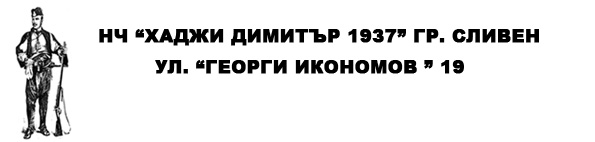 НЧ “ХАДЖИ ДИМИТЪР 1937” ГР. СЛИВЕН
УЛ. “ГЕОРГИ ИКОНОМОВ ” 19